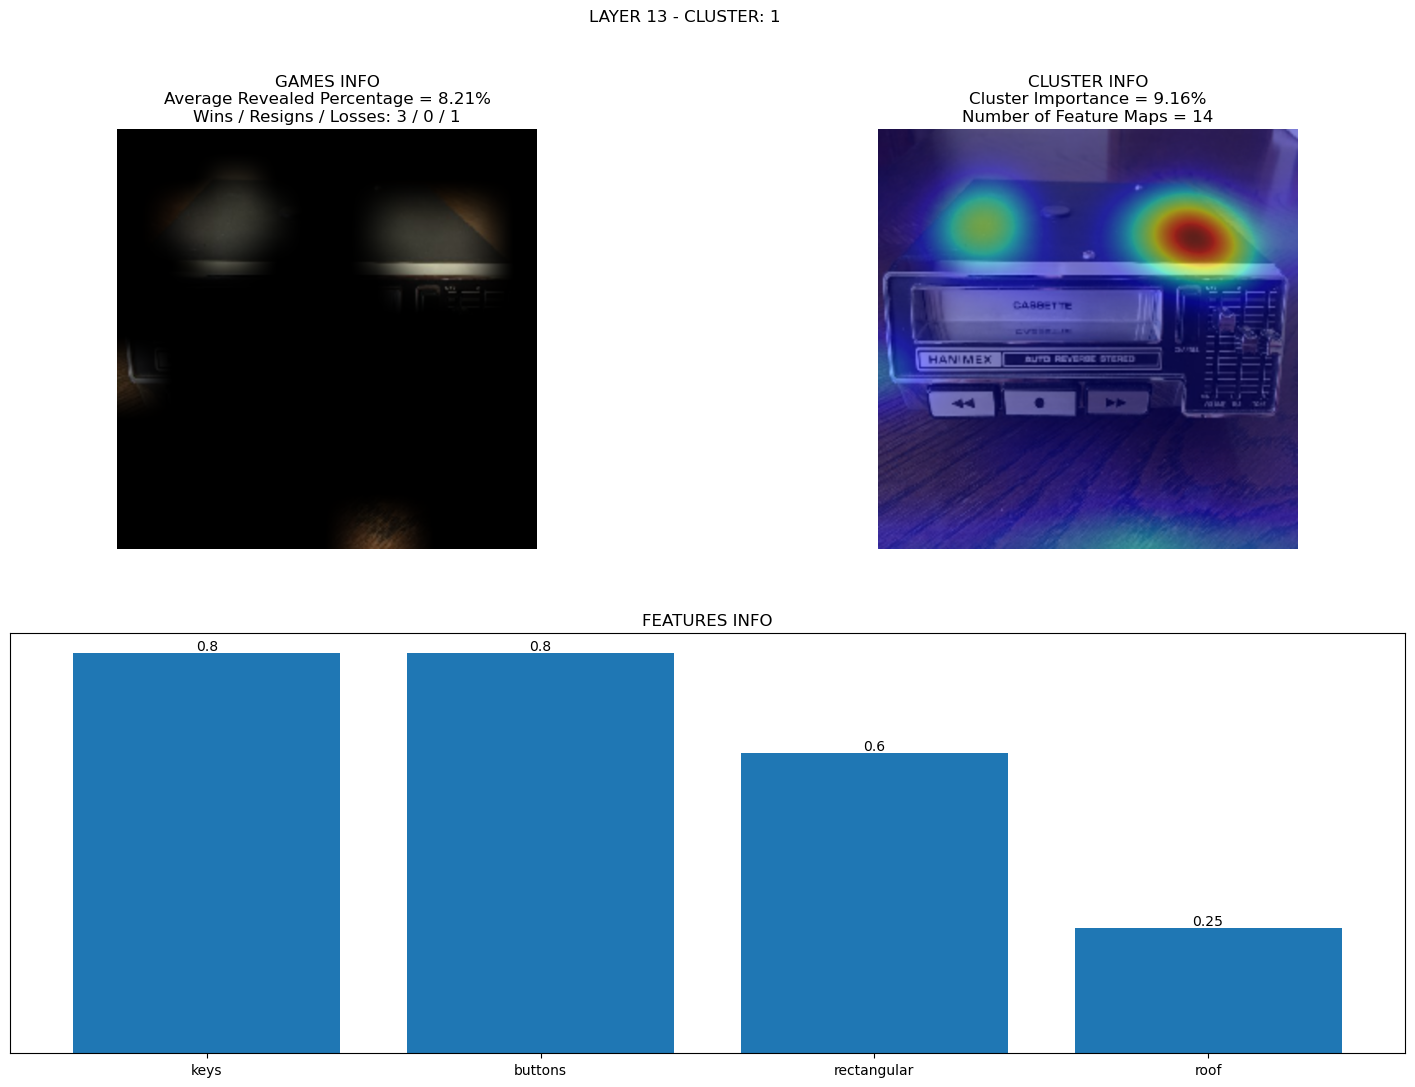 LAYER 13 - CLUSTER: 1
GAMES INFO
Average Revealed Percentage = 8.21%
Wins / Resigns / Losses: 3 / 0 / 1
CLUSTER INFO
Cluster Importance = 9.16%
Number of Feature Maps = 14
CASSETTE
HANIMEX
AUTO REVERSE STEREO
FEATURES INFO
0.8
0.8
0.6
0.25
keys
buttons
rectangular
roof